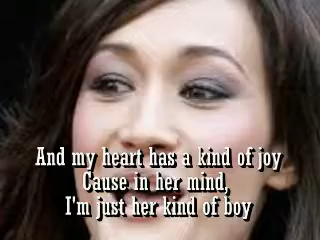 And my heart has a kind of joy
Cause in her mind,
I'm just her kind of boy